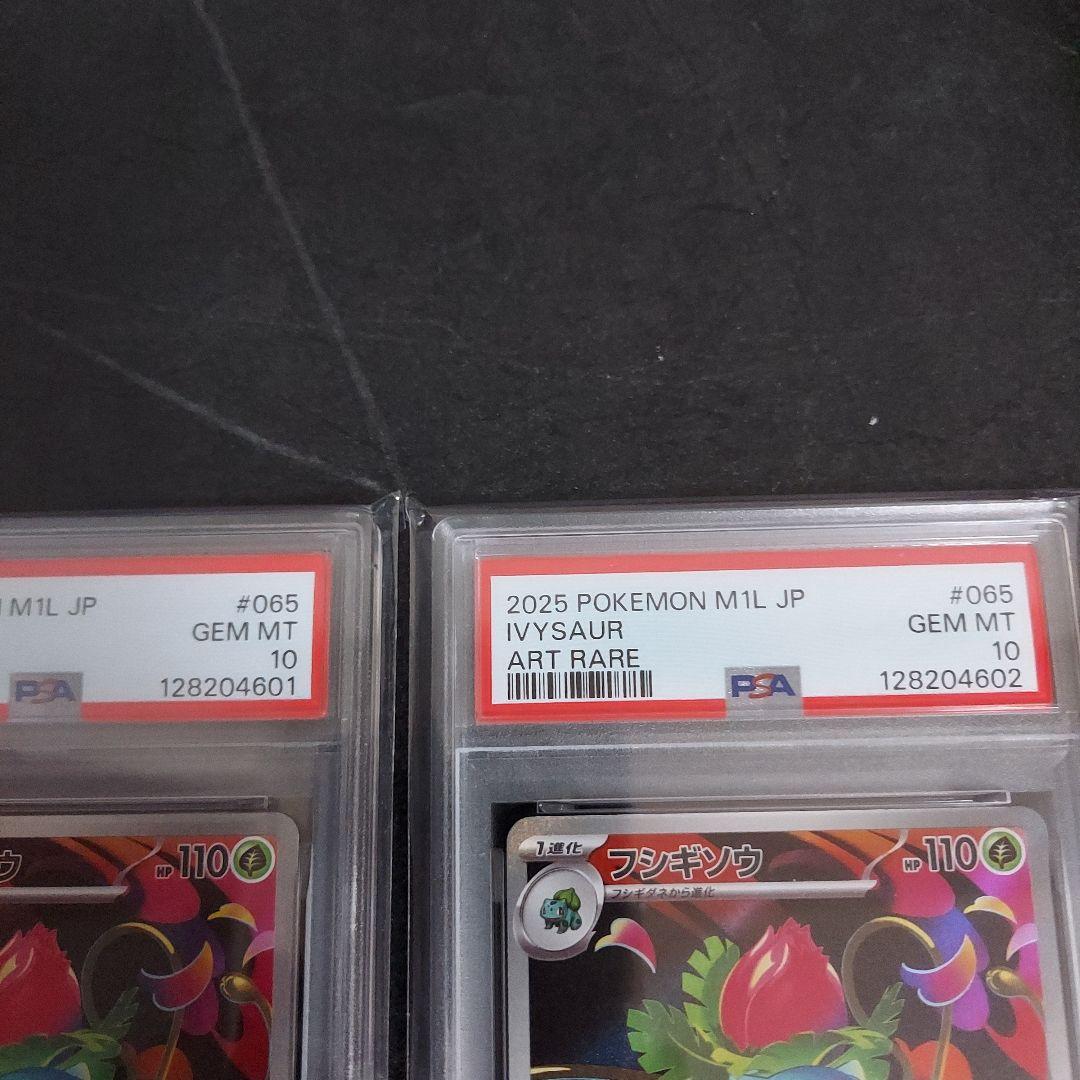 M1L JP #065
GEM MT
10
PSA 128204601
ウ HP 110
2025 POKEMON M1L JP #065
IVYSAUR GEM MT
ART RARE 10
PSA 128204602
1進化 フシギソウ HP 110
フシギダネから進化